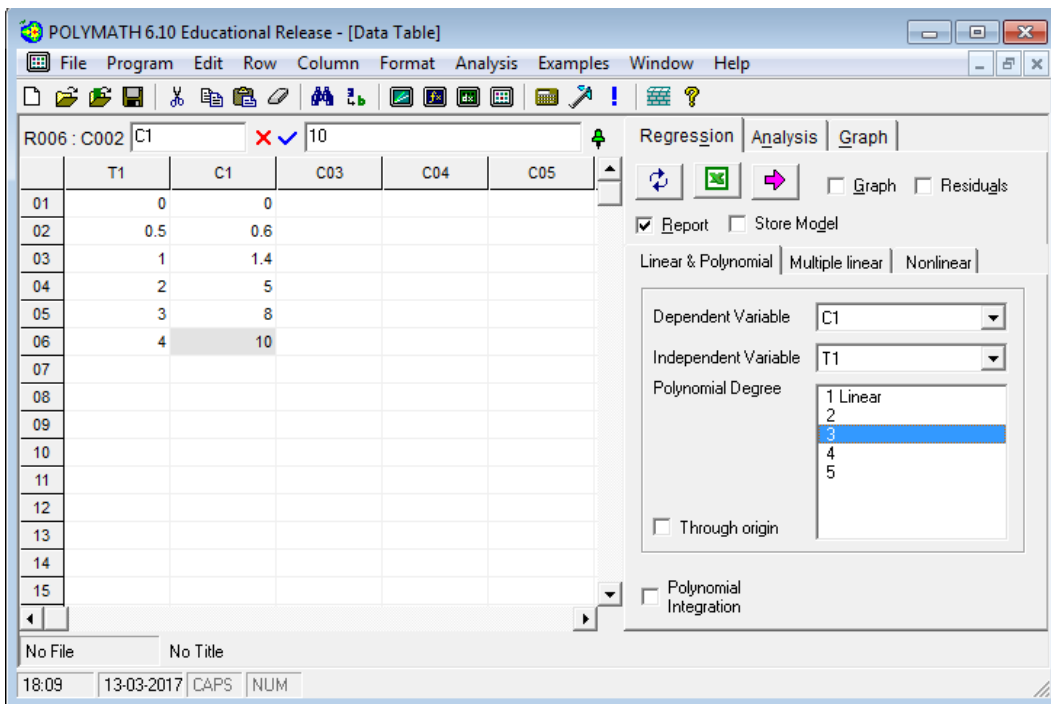 POLYMATH 6.10 Educational Release - [Data Table]
File Program Edit Row Column Format Analysis Examples Window Help
R006 : C002 C1 10
T1 C1 C03 C04 C05
01 0 0
02 0.5 0.6
03 1 1.4
04 2 5
05 3 8
06 4 10
07
08
09
10
11
12
13
14
15
Regression Analysis Graph
Graph Residuals
Report Store Model
Linear & Polynomial Multiple linear Nonlinear
Dependent Variable C1
Independent Variable T1
Polynomial Degree
1 Linear
2
3
4
5
Through origin
Polynomial
Integration
No File No Title
18:09 13-03-2017 CAPS NUM